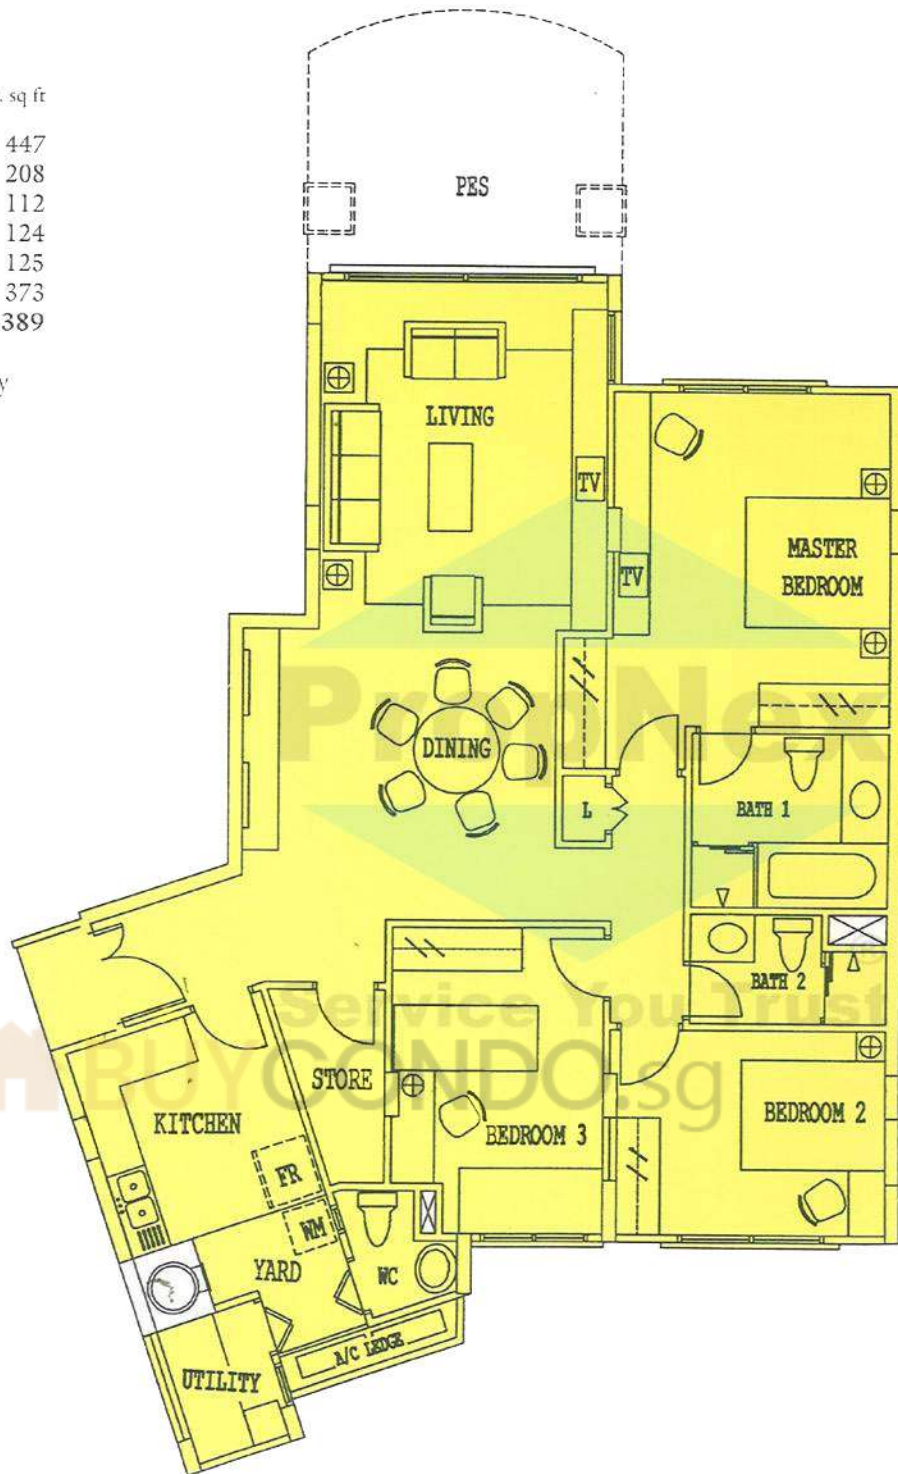 . sq ft
447
208
112
124
125
373
389
y
PES
LIVING
TV
TV
MASTER
BEDROOM
PropNex
DINING
L
BATH 1
BATH 2
Service You Trust
BUYCONDO.sg
STORE
KITCHEN
BEDROOM 3
BEDROOM 2
FR
WM
YARD
WC
A/C LEDGE
UTILITY